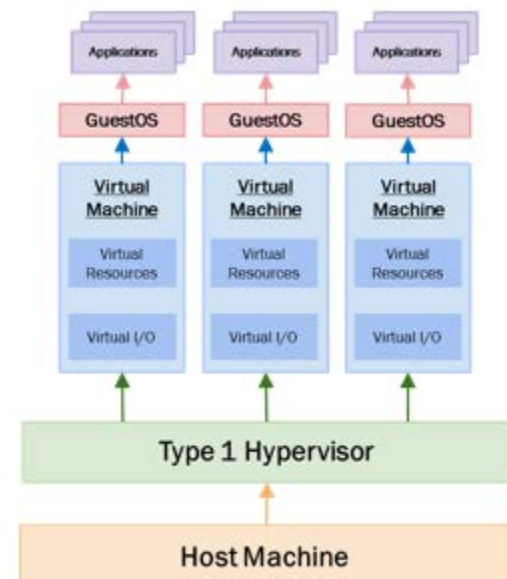 Applications
Applications
Applications
GuestOS
GuestOS
GuestOS
Virtual
Machine
Virtual
Resources
Virtual I/O
Virtual
Machine
Virtual
Resources
Virtual I/O
Virtual
Machine
Virtual
Resources
Virtual I/O
Type 1 Hypervisor
Host Machine